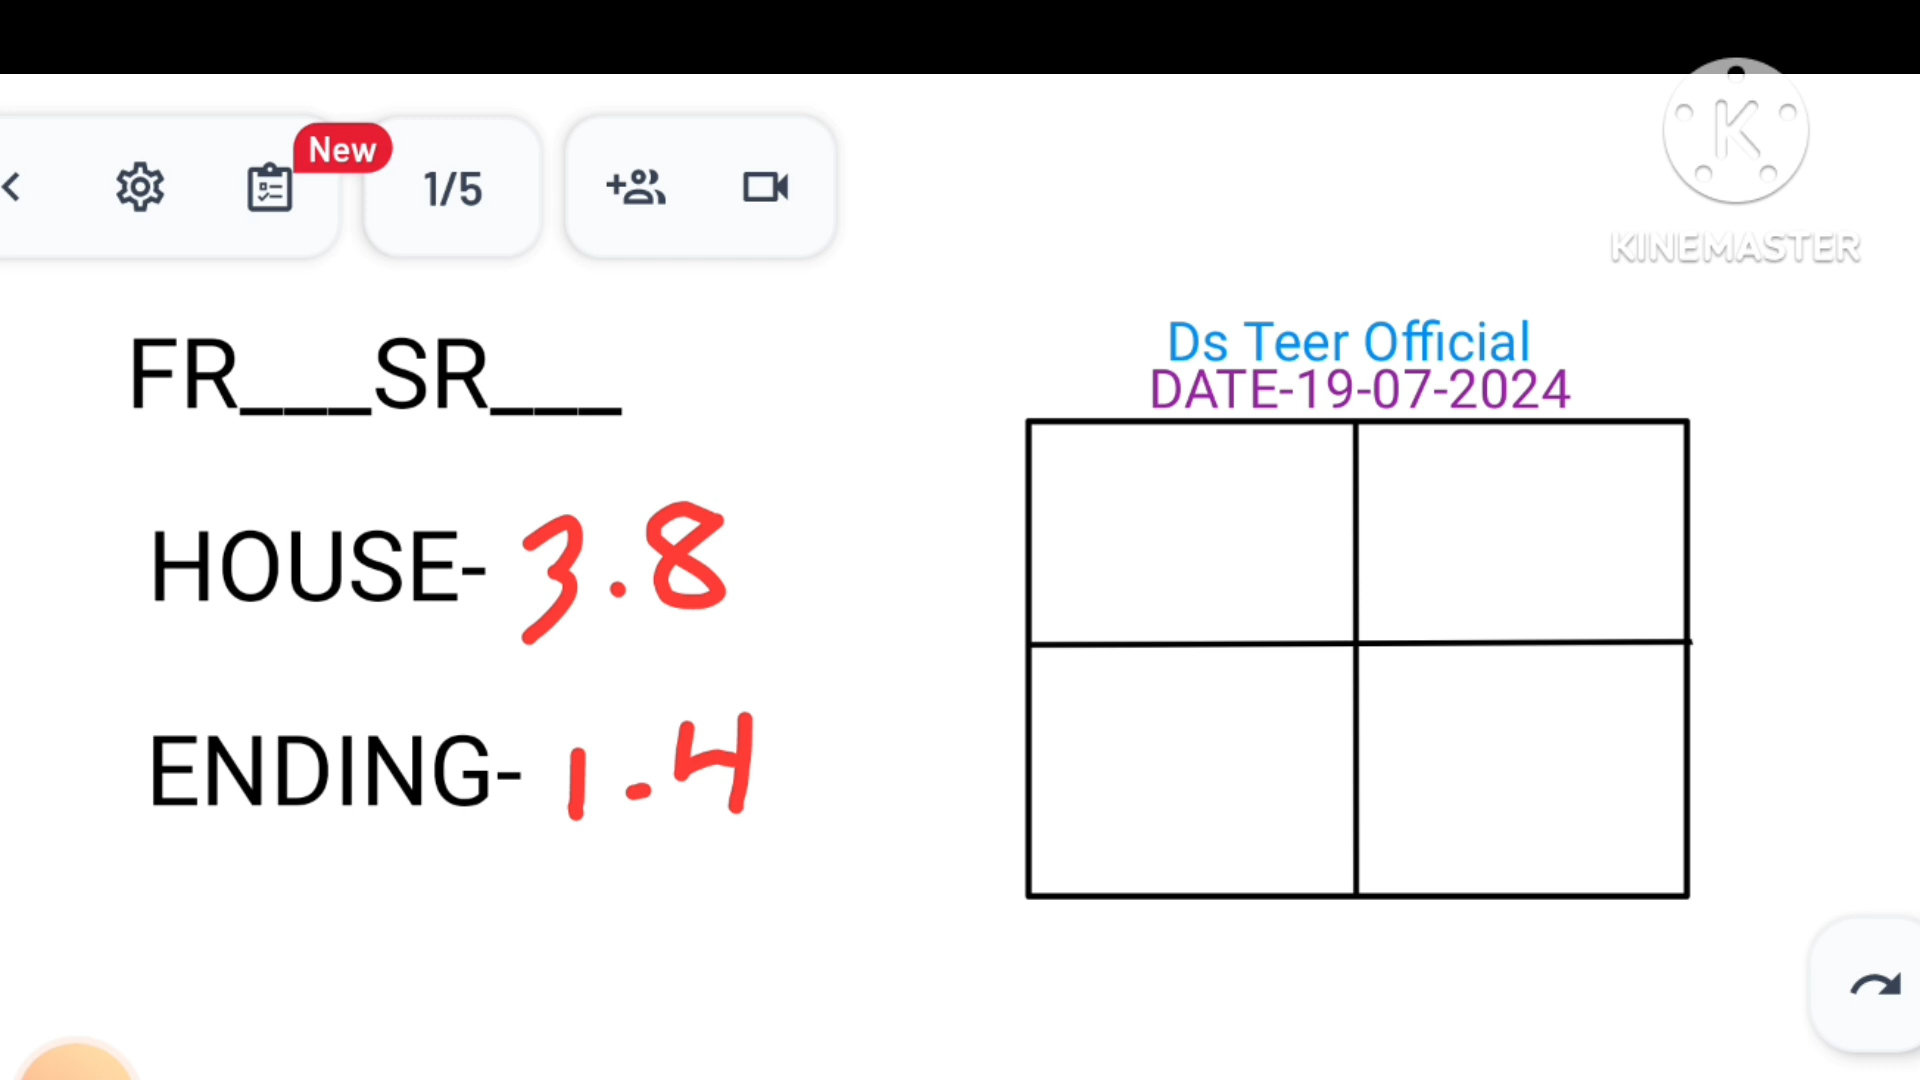 New
1/5
KINEMASTER
FR___SR___
Ds Teer Official
DATE-19-07-2024
HOUSE- 3.8
ENDING- 1.4